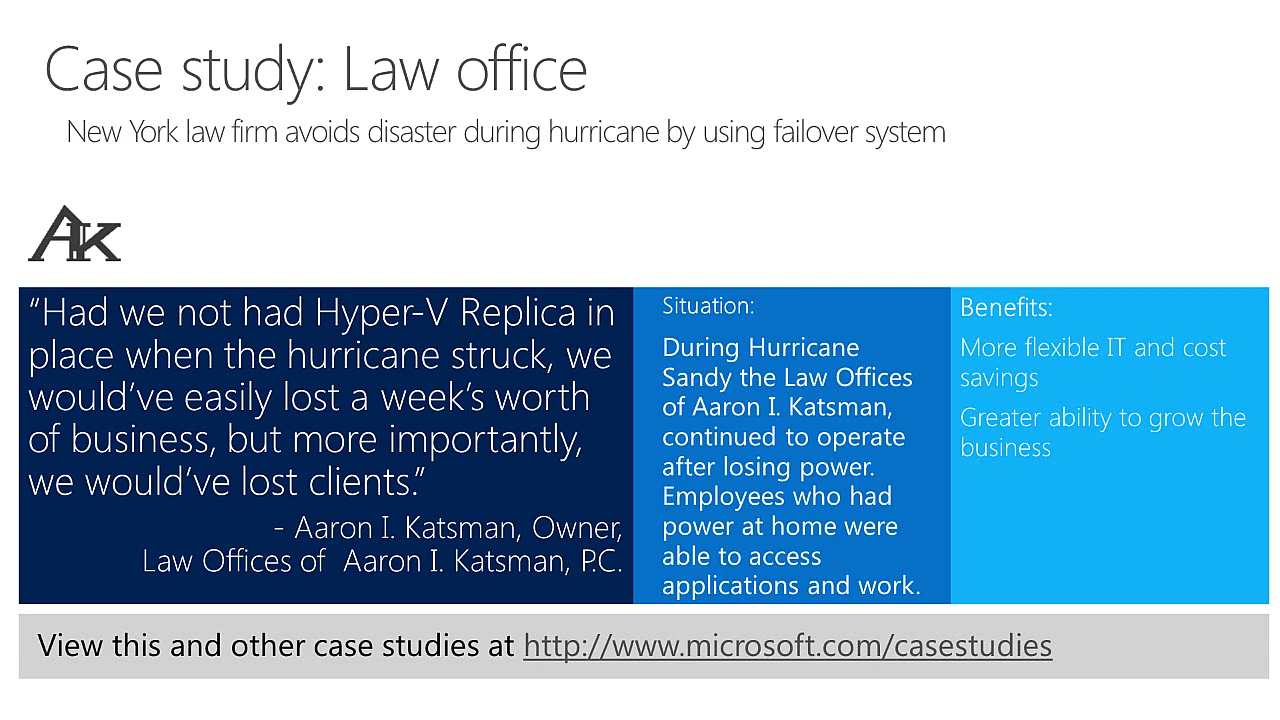 Case study: Law office
New York law firm avoids disaster during hurricane by using failover system
AK
“Had we not had Hyper-V Replica in
place when the hurricane struck, we
would’ve easily lost a week’s worth
of business, but more importantly,
we would’ve lost clients.”
- Aaron I. Katsman, Owner,
Law Offices of  Aaron I. Katsman, P.C.
Situation:
During Hurricane
Sandy the Law Offices
of Aaron I. Katsman,
continued to operate
after losing power.
Employees who had
power at home were
able to access
applications and work.
Benefits:
More flexible IT and cost
savings
Greater ability to grow the
business
View this and other case studies at http://www.microsoft.com/casestudies